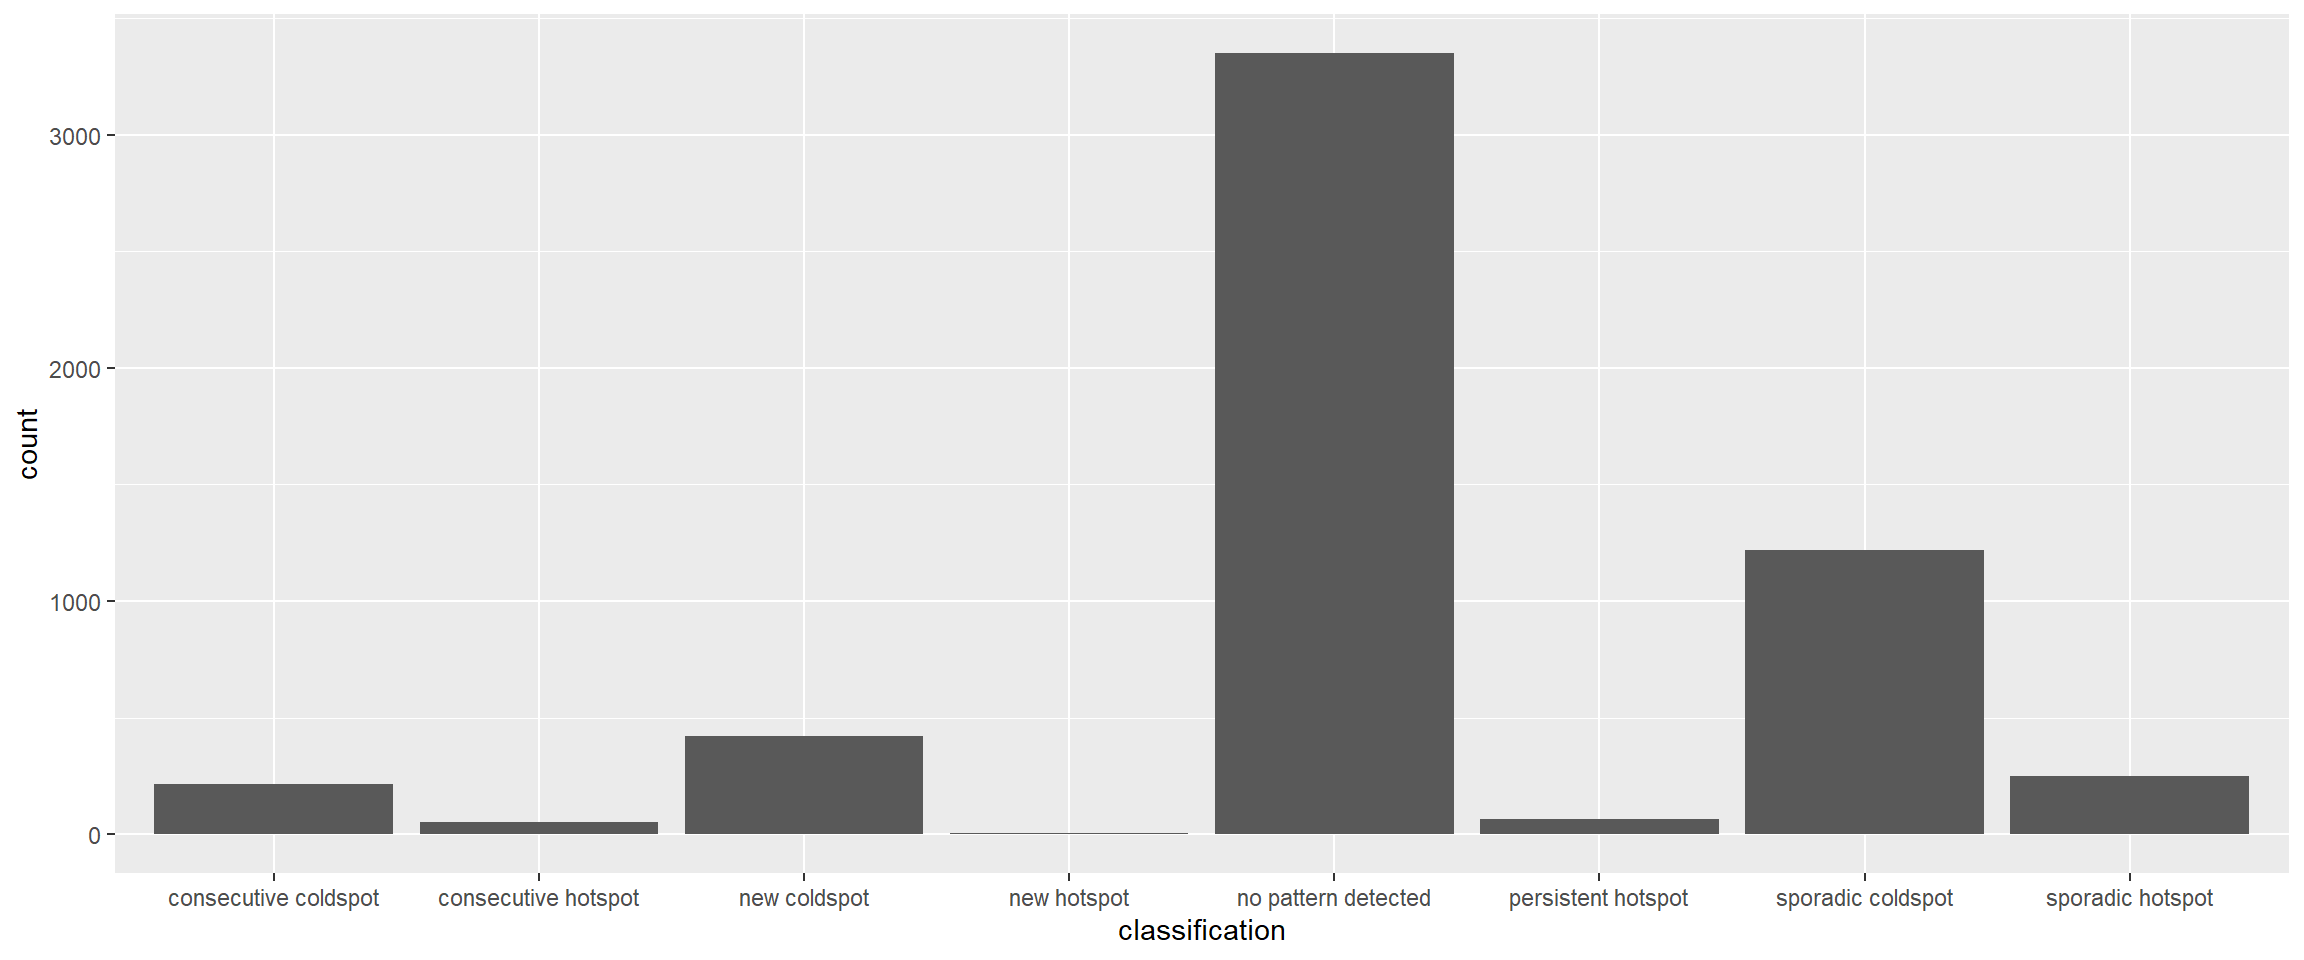 3000
2000
1000
0
count
consecutive coldspot
consecutive hotspot
new coldspot
new hotspot
no pattern detected
persistent hotspot
sporadic coldspot
sporadic hotspot
classification